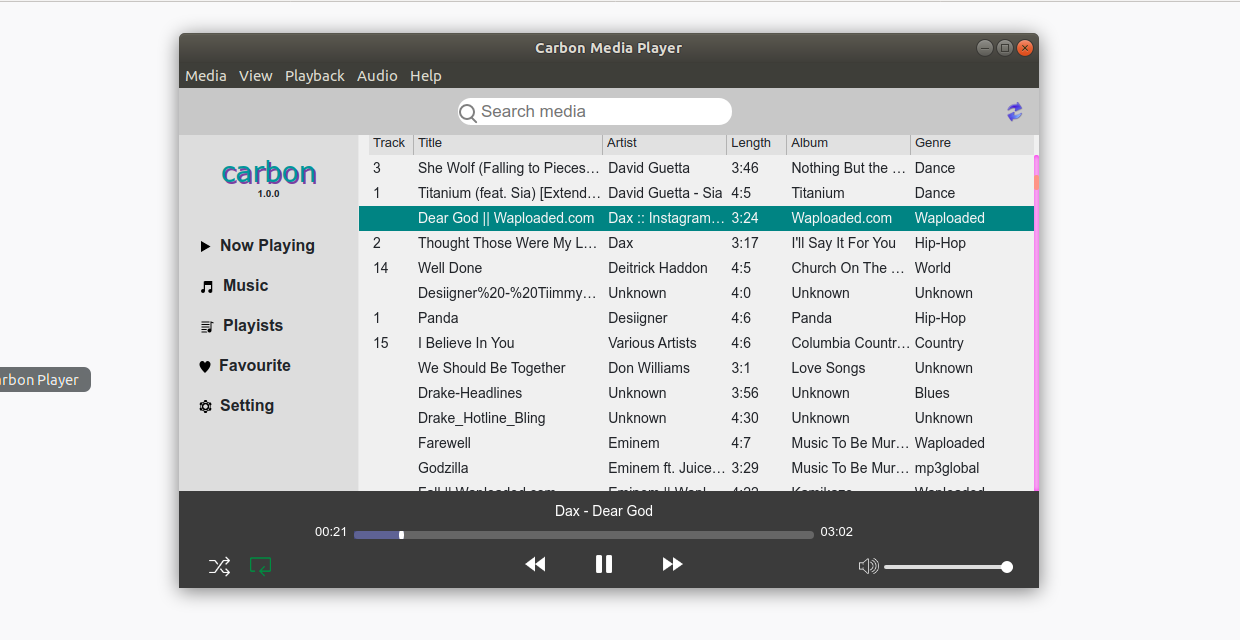 Carbon Media Player
Media View Playback Audio Help
Search media
carbon
1.0.0
Now Playing
Music
Playists
Favourite
Setting
Track Title Artist Length Album Genre
3 She Wolf (Falling to Pieces... David Guetta 3:46 Nothing But the ... Dance
1 Titanium (feat. Sia) [Extend... David Guetta - Sia 4:5 Titanium Dance
Dear God || Waploaded.com Dax :: Instagram... 3:24 Waploaded.com Waploaded
2 Thought Those Were My L... Dax 3:17 I'll Say It For You Hip-Hop
14 Well Done Deitrick Haddon 4:5 Church On The ... World
Desiigner%20-%20Tiimmy... Unknown 4:0 Unknown Unknown
1 Panda Desiigner 4:6 Panda Hip-Hop
15 I Believe In You Various Artists 4:6 Columbia Countr... Country
We Should Be Together Don Williams 3:1 Love Songs Unknown
Drake-Headlines Unknown 3:56 Unknown Blues
Drake_Hotline_Bling Unknown 4:30 Unknown Unknown
Farewell Eminem 4:7 Music To Be Mur... Waploaded
Godzilla Eminem ft. Juice... 3:29 Music To Be Mur... mp3global
arbon Player
Dax - Dear God
00:21 03:02